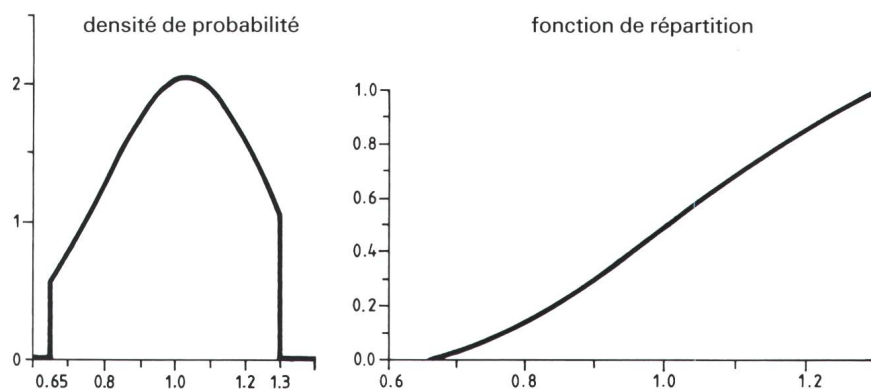 densité de probabilité
2
1
0
0.65 0.8 1.0 1.2 1.3
fonction de répartition
1.0
0.8
0.6
0.4
0.2
0.0
0.6 0.8 1.0 1.2